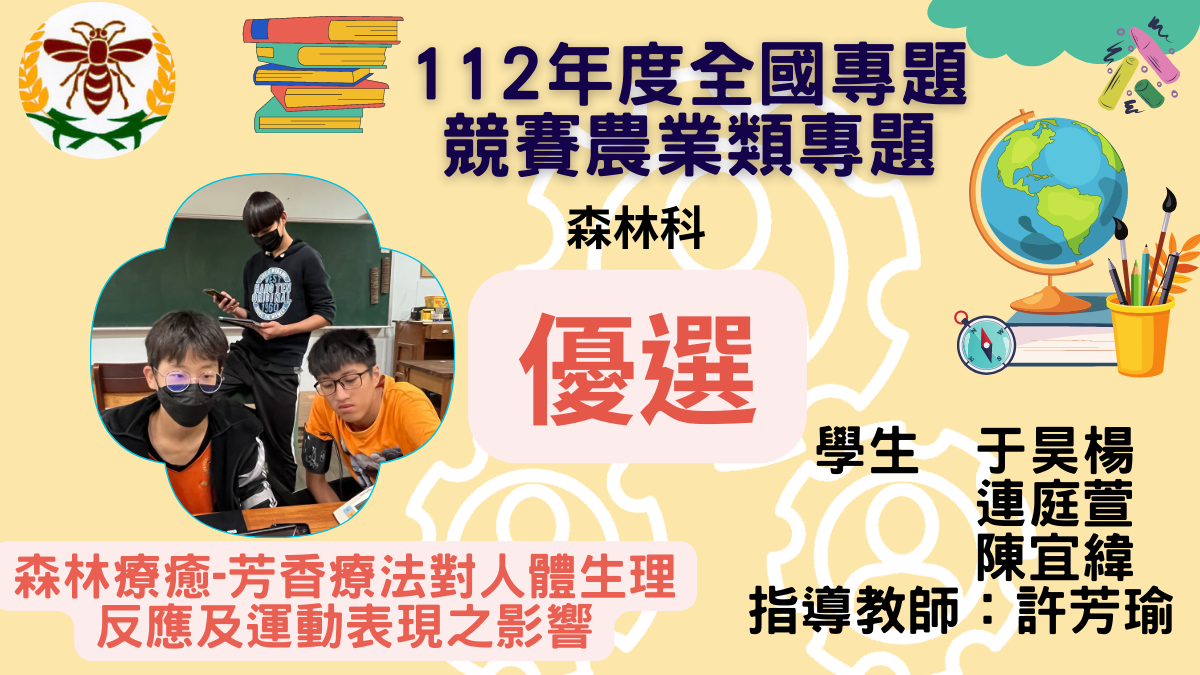 112年度全國專題
競賽農業類專題
森林科
優選
學生 于昊楊
連庭萱
陳宜緯
指導教師：許芳瑜
森林療癒-芳香療法對人體生理
反應及運動表現之影響